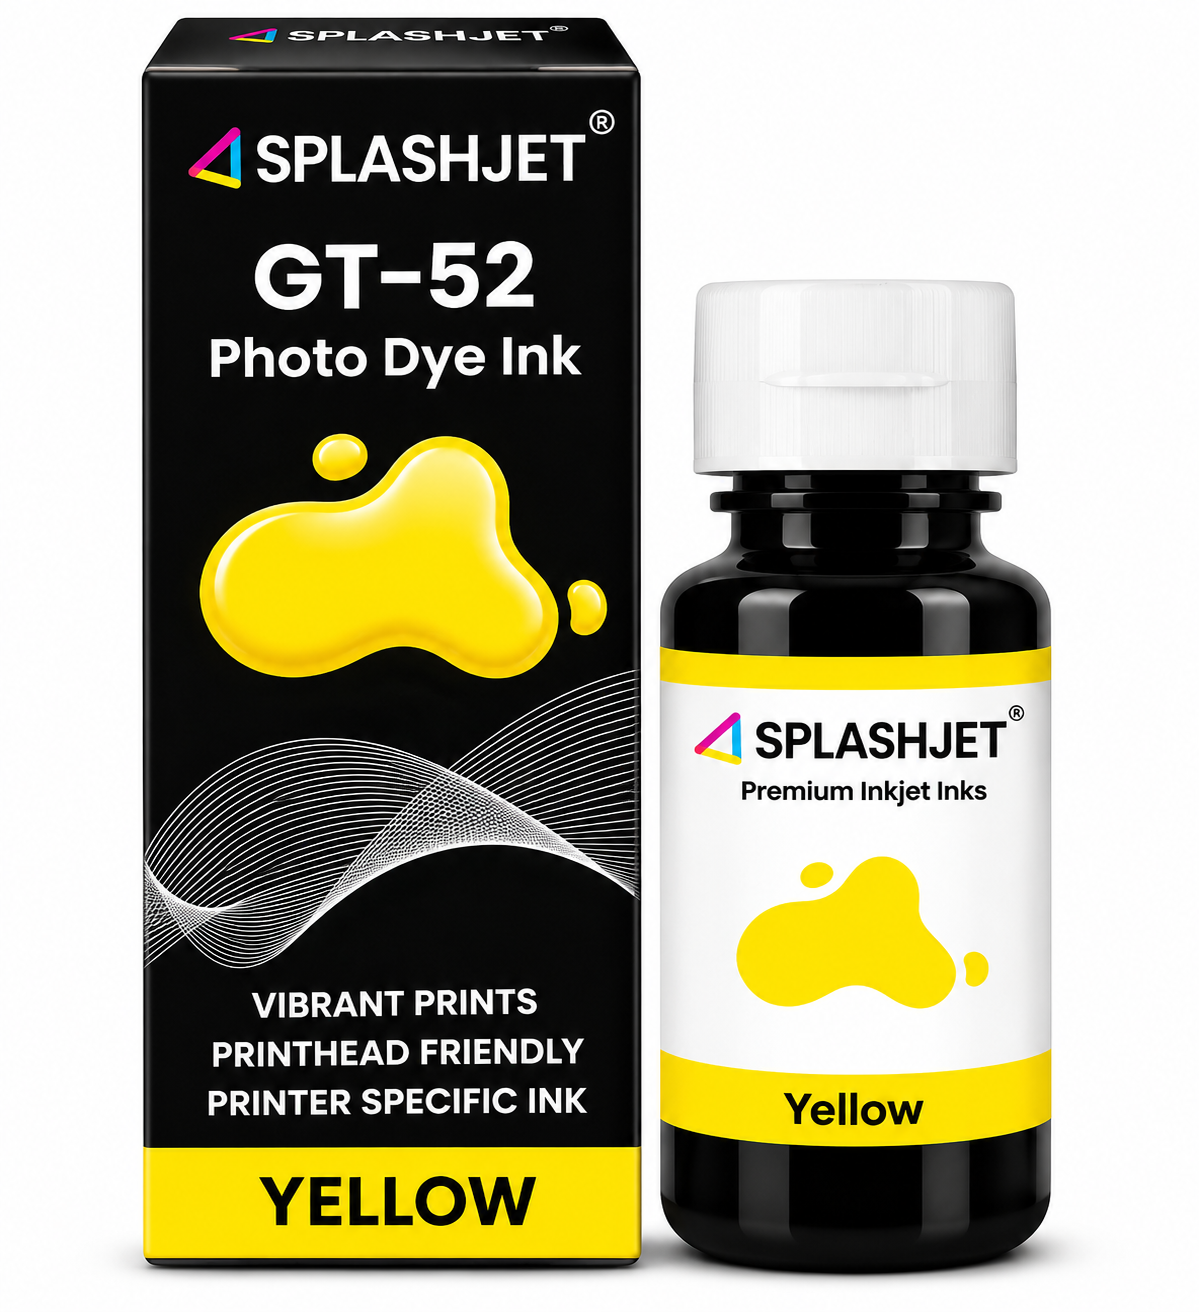 SPLASHJET®
SPLASHJET®
GT-52
Photo Dye Ink
VIBRANT PRINTS
PRINTHEAD FRIENDLY
PRINTER SPECIFIC INK
YELLOW
SPLASHJET®
Premium Inkjet Inks
Yellow